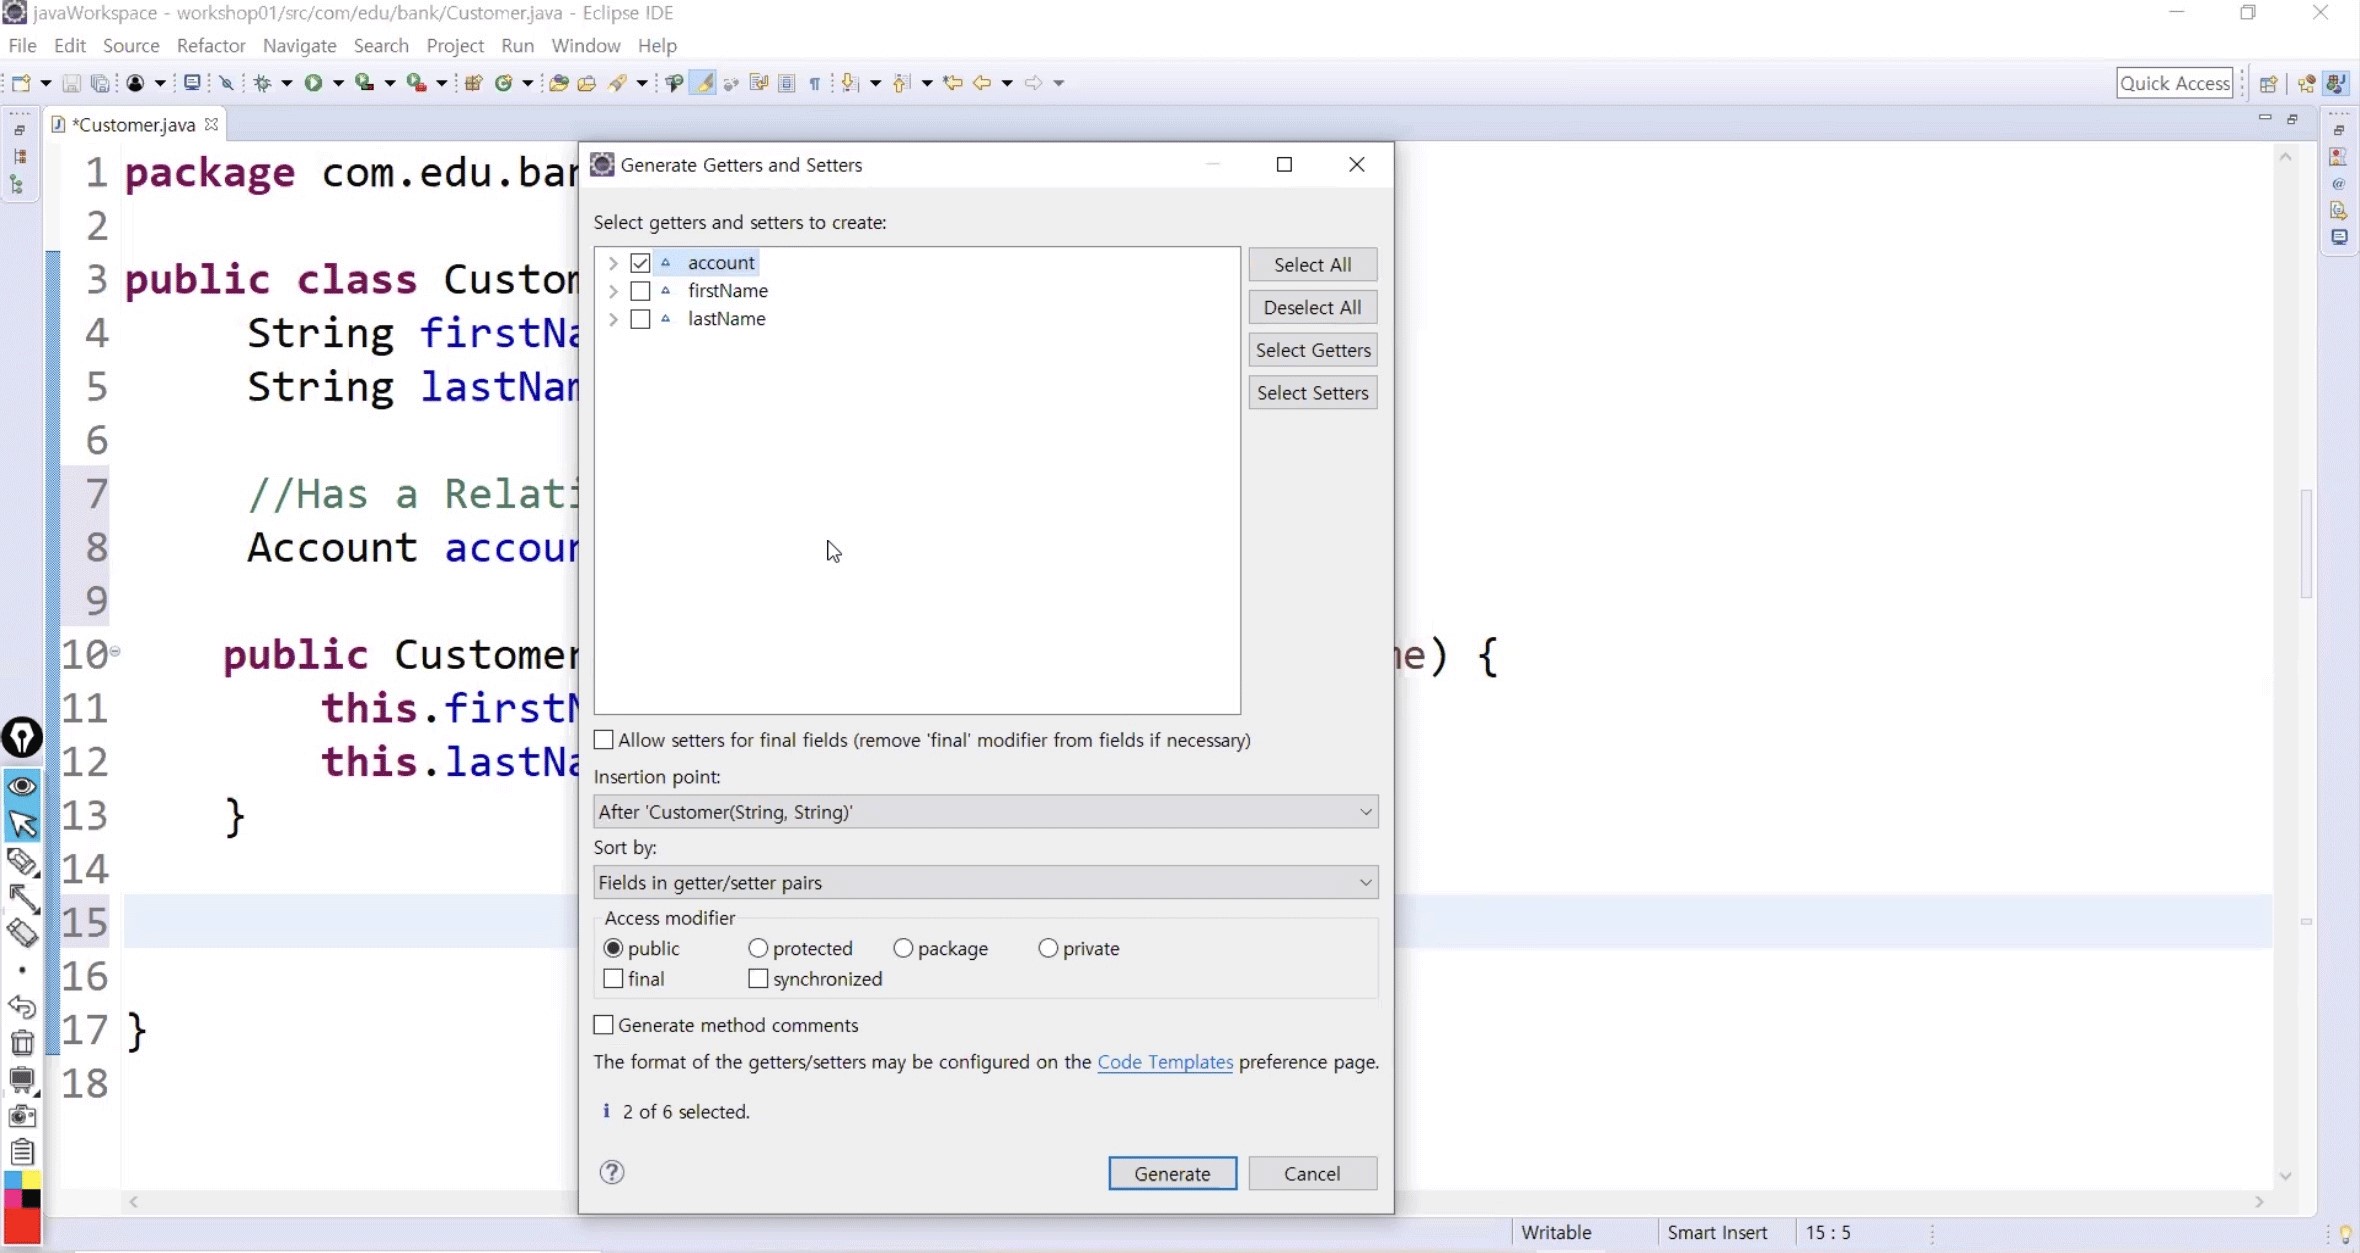 javaWorkspace - workshop01/src/com/edu/bank/Customer.java - Eclipse IDE
File Edit Source Refactor Navigate Search Project Run Window Help
Quick Access
*Customer.java
1 package com.edu.bar
2
3 public class Custom
4 String firstNa
5 String lastNam
6
7 //Has a Relati
8 Account accour
9
10 public Customer
me) {
11 this.firstN
12 this.lastNa
13 }
14
15
16
17 }
18
Generate Getters and Setters
Select getters and setters to create:
account
firstName
lastName
Select All
Deselect All
Select Getters
Select Setters
Allow setters for final fields (remove 'final' modifier from fields if necessary)
Insertion point:
After 'Customer(String, String)'
Sort by:
Fields in getter/setter pairs
Access modifier
public protected package private
final synchronized
Generate method comments
The format of the getters/setters may be configured on the Code Templates preference page.
i 2 of 6 selected.
?
Generate Cancel
Writable Smart Insert 15 : 5